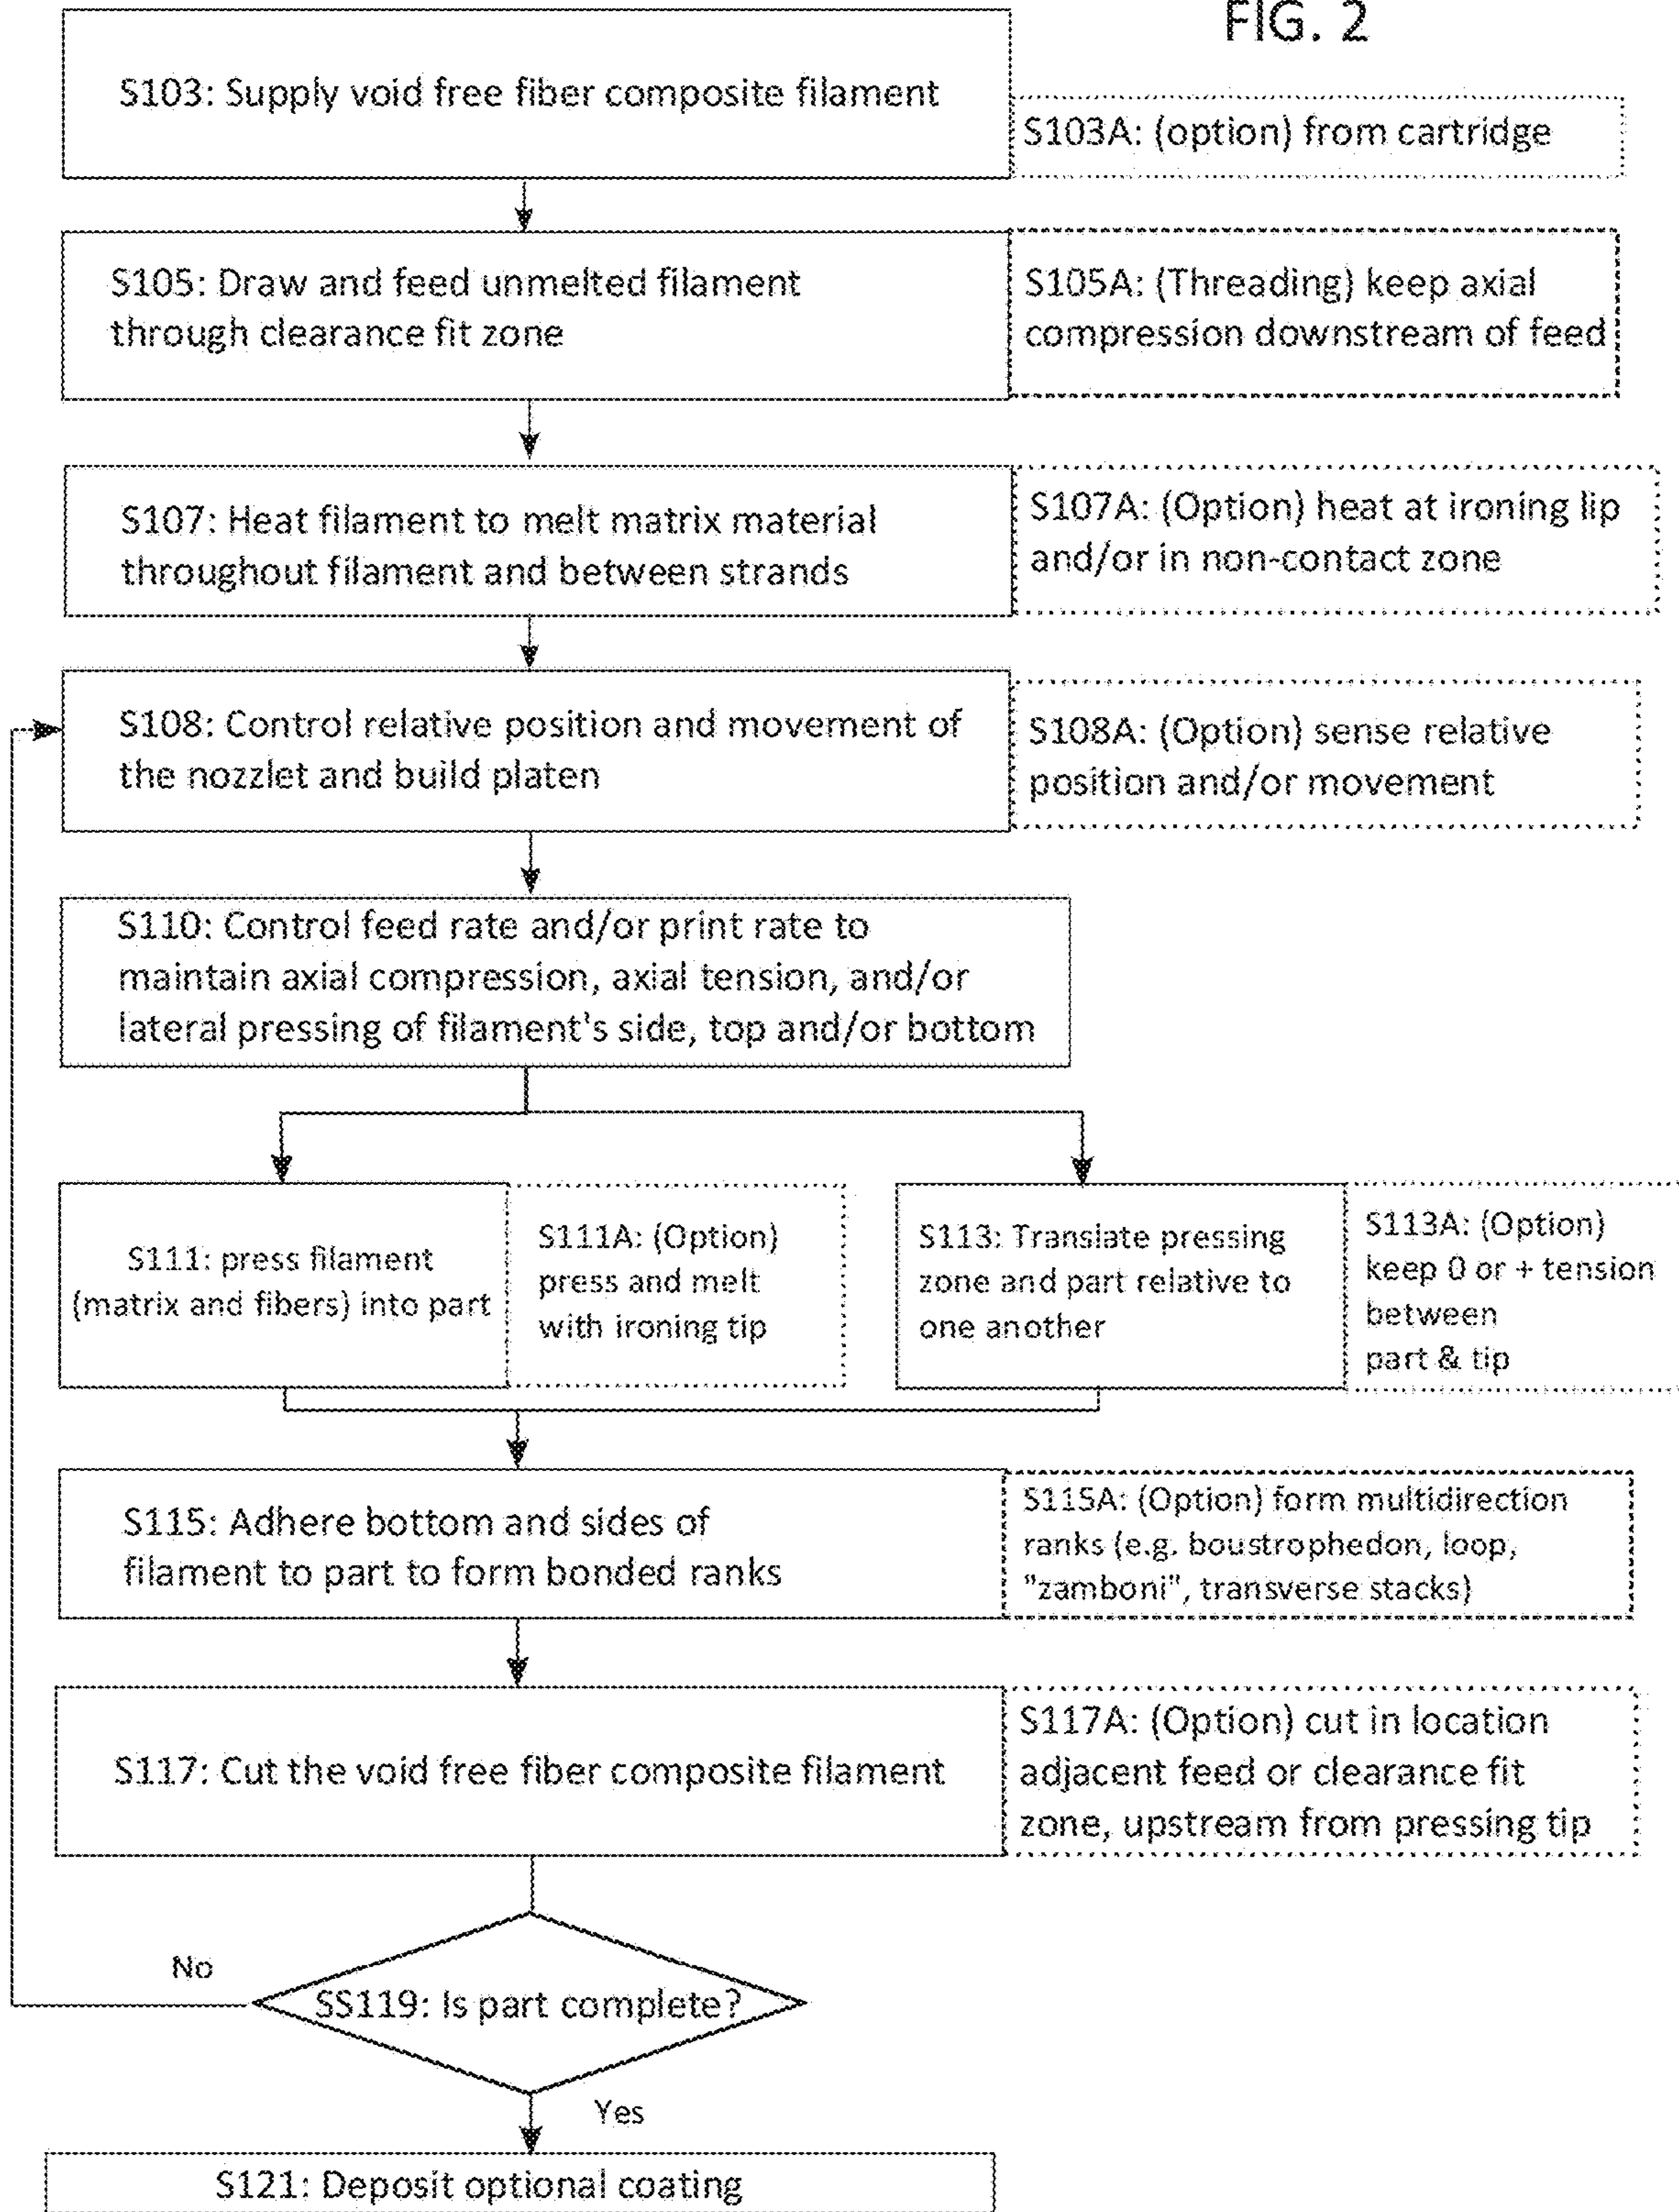 FIG. 2
S103: Supply void free fiber composite filament
S103A: (option) from cartridge
S105: Draw and feed unmelted filament
through clearance fit zone
S105A: (Threading) keep axial
compression downstream of feed
S107: Heat filament to melt matrix material
throughout filament and between strands
S107A: (Option) heat at ironing lip
and/or in non-contact zone
S108: Control relative position and movement of
the nozzlet and build platen
S108A: (Option) sense relative
position and/or movement
S110: Control feed rate and/or print rate to
maintain axial compression, axial tension, and/or
lateral pressing of filament's side, top and/or bottom
S111: press filament
(matrix and fibers) into part
S111A: (Option)
press and melt
with ironing tip
S113: Translate pressing
zone and part relative to
one another
S113A: (Option)
keep 0 or + tension
between
part & tip
S115: Adhere bottom and sides of
filament to part to form bonded ranks
S115A: (Option) form multidirection
ranks (e.g. boustrophedon, loop,
"zamboni", transverse stacks)
S117: Cut the void free fiber composite filament
S117A: (Option) cut in location
adjacent feed or clearance fit
zone, upstream from pressing tip
No
SS119: Is part complete?
Yes
S121: Deposit optional coating